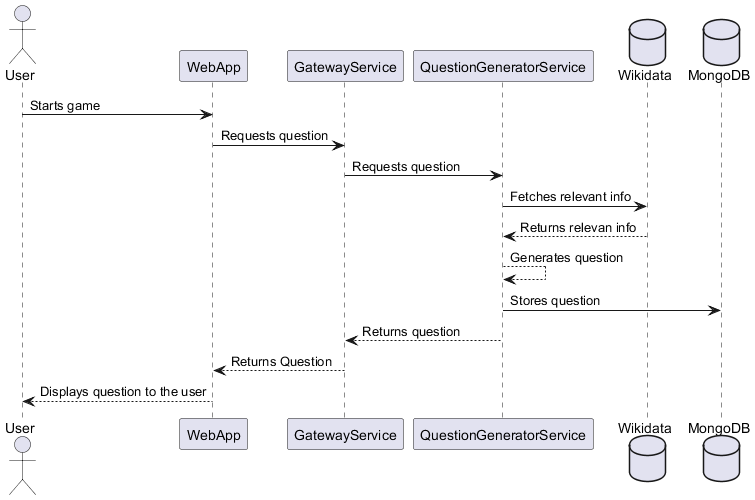 User
WebApp
GatewayService
QuestionGeneratorService
Wikidata
MongoDB
Starts game
Requests question
Requests question
Fetches relevant info
Returns relevan info
Generates question
Stores question
Returns question
Returns Question
Displays question to the user
User
WebApp
GatewayService
QuestionGeneratorService
Wikidata
MongoDB